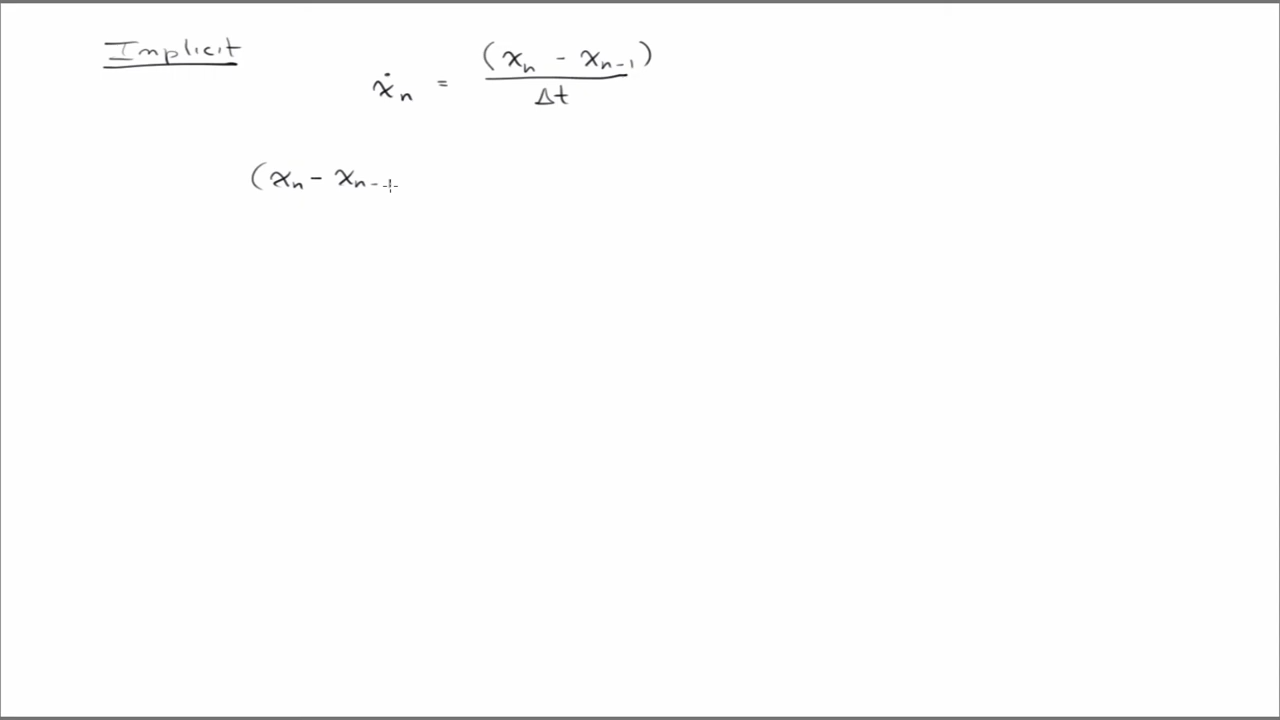 Implicit
ẋₙ = (xₙ - xₙ₋₁) / Δt
(xₙ - xₙ₋